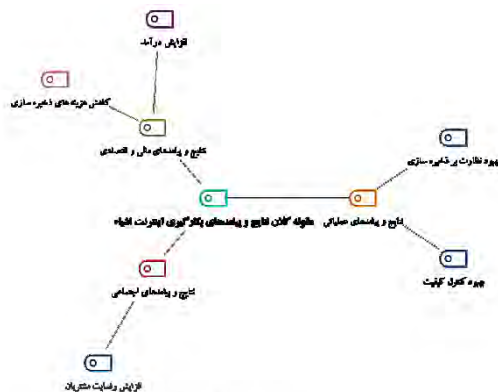 افزایش درآمد
کاهش هزینه های ذخیره سازی
نتایج و پیامدهای مالی و اقتصادی
بهبود نظارت بر ذخیره سازی
مقوله کلان نتایج و پیامدهای بکارگیری اینترنت اشیاء
نتایج و پیامدهای عملیاتی
بهبود کنترل کیفیت
نتایج و پیامدهای اجتماعی
افزایش رضایت مشتریان